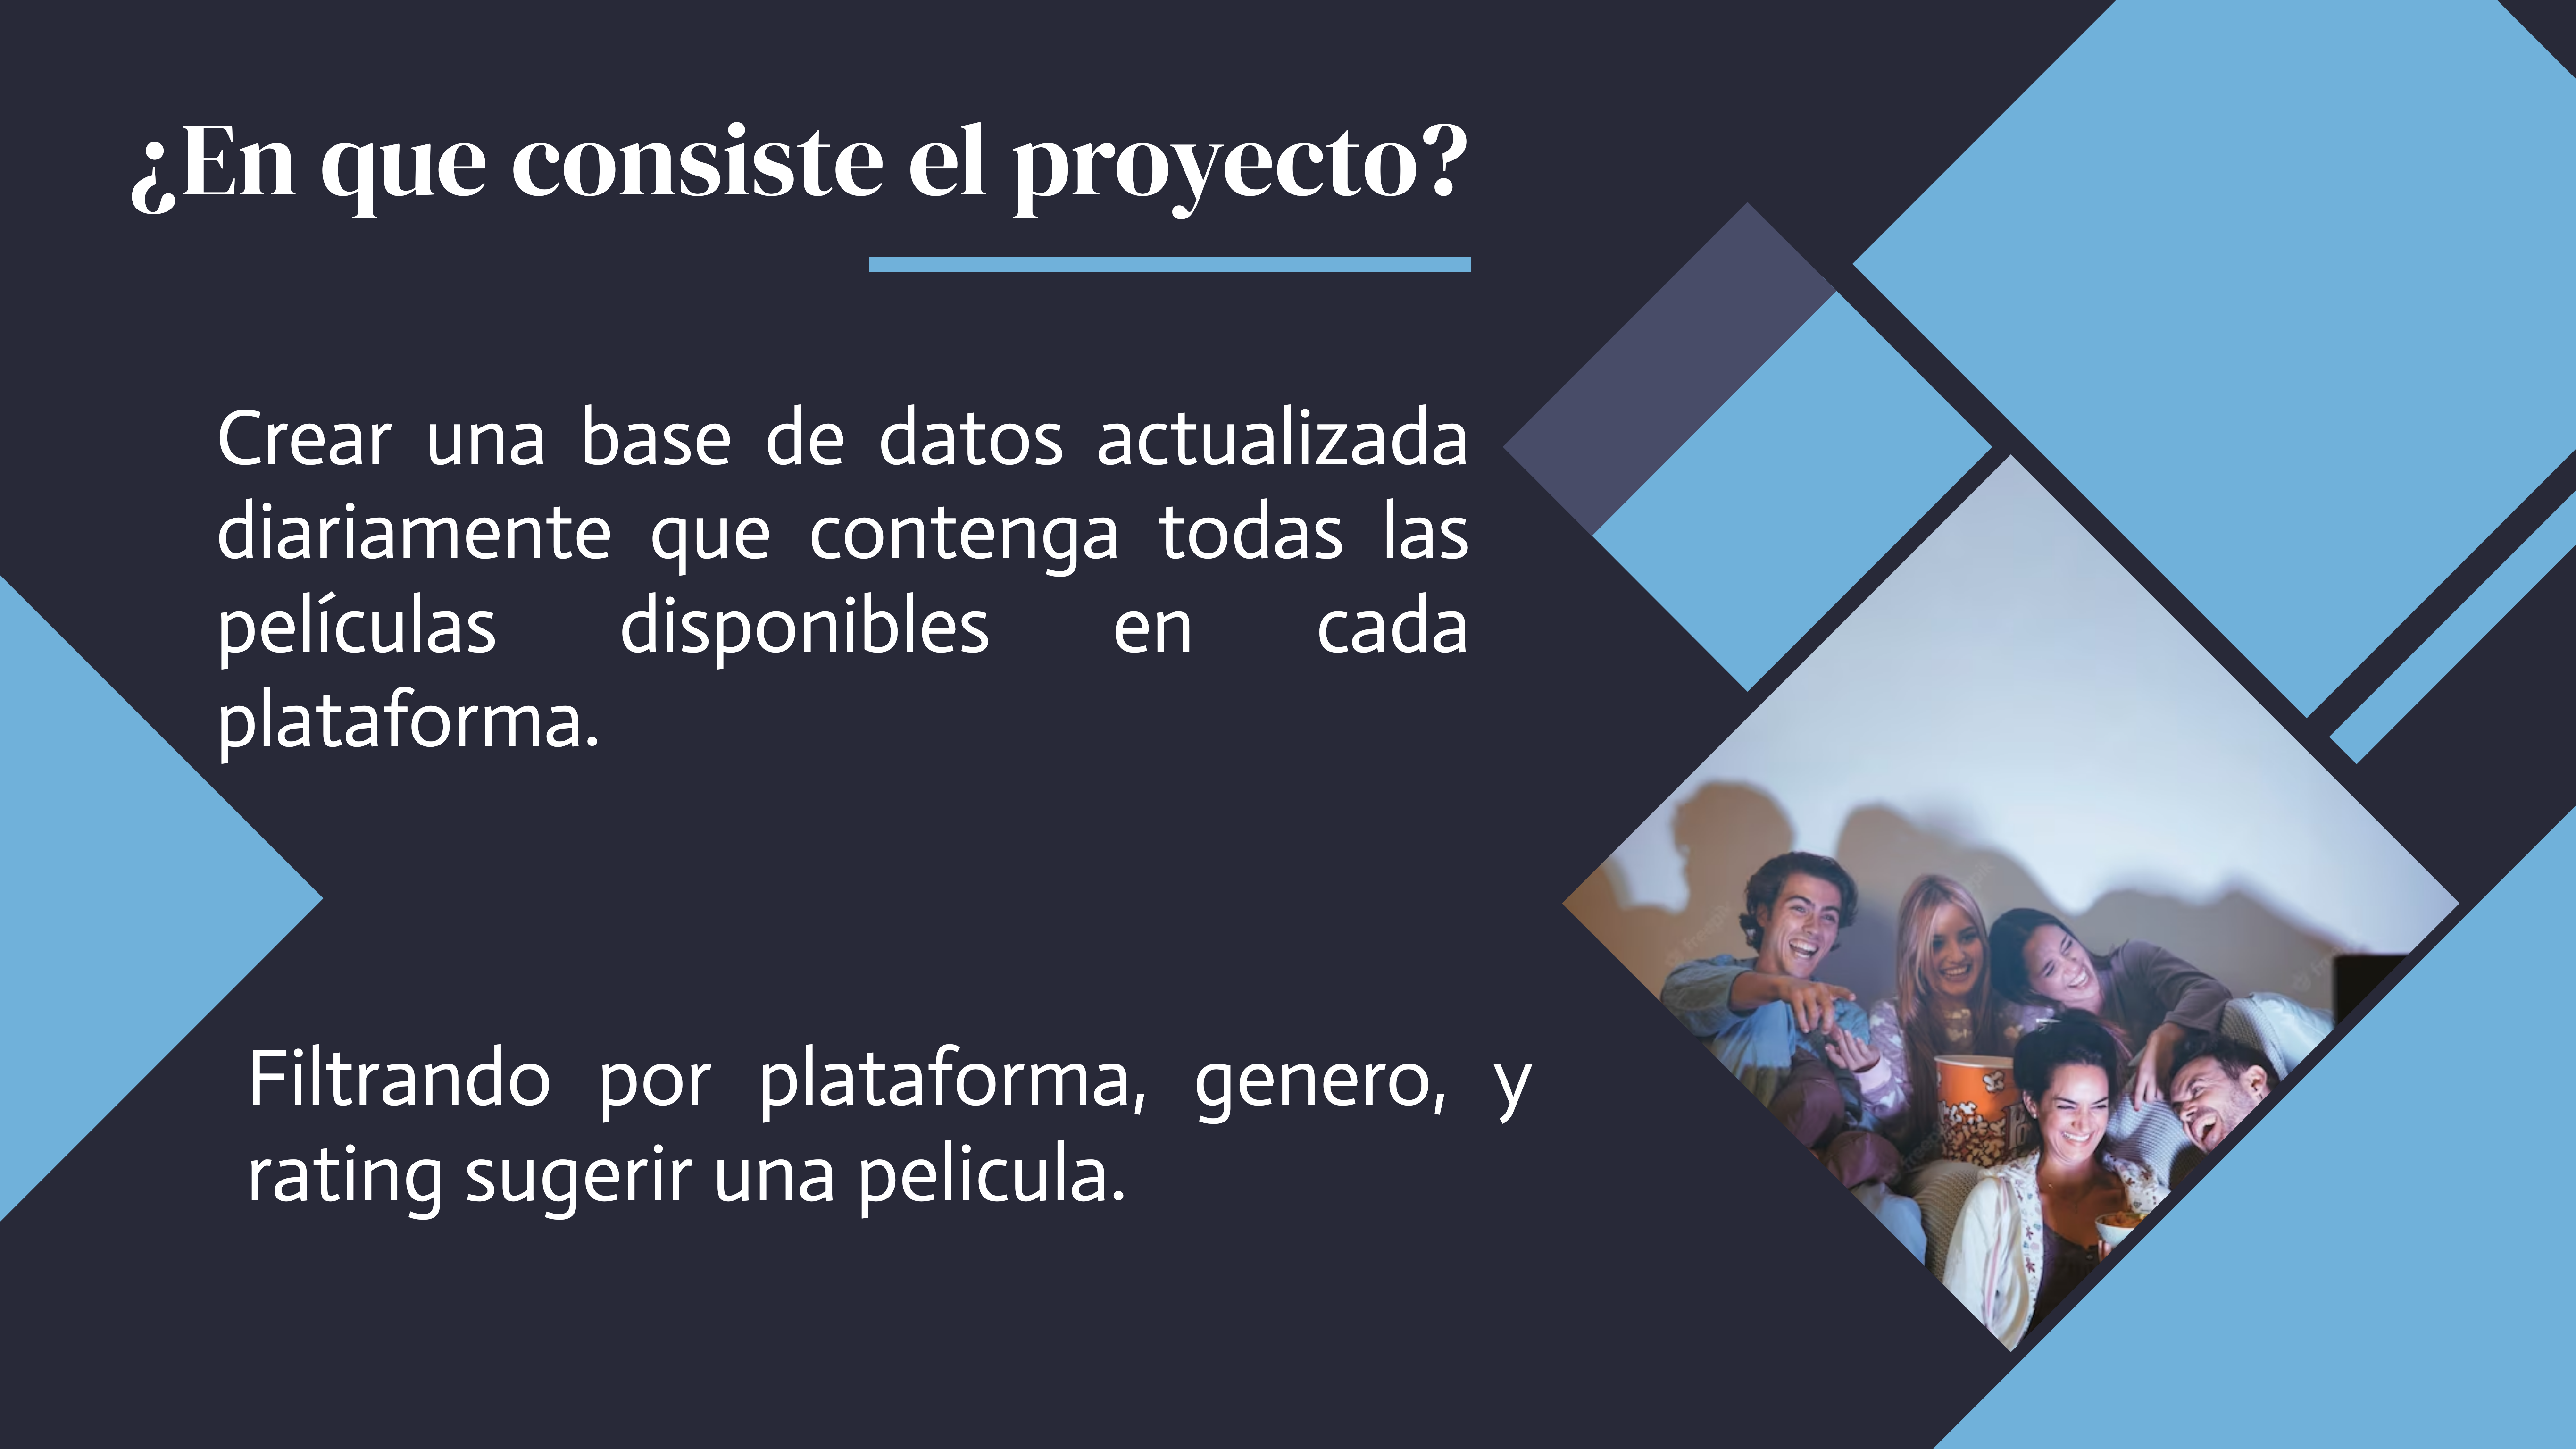 ¿En que consiste el proyecto?
Crear una base de datos actualizada
diariamente que contenga todas las
películas disponibles en cada
plataforma.
Filtrando por plataforma, genero, y
rating sugerir una pelicula.